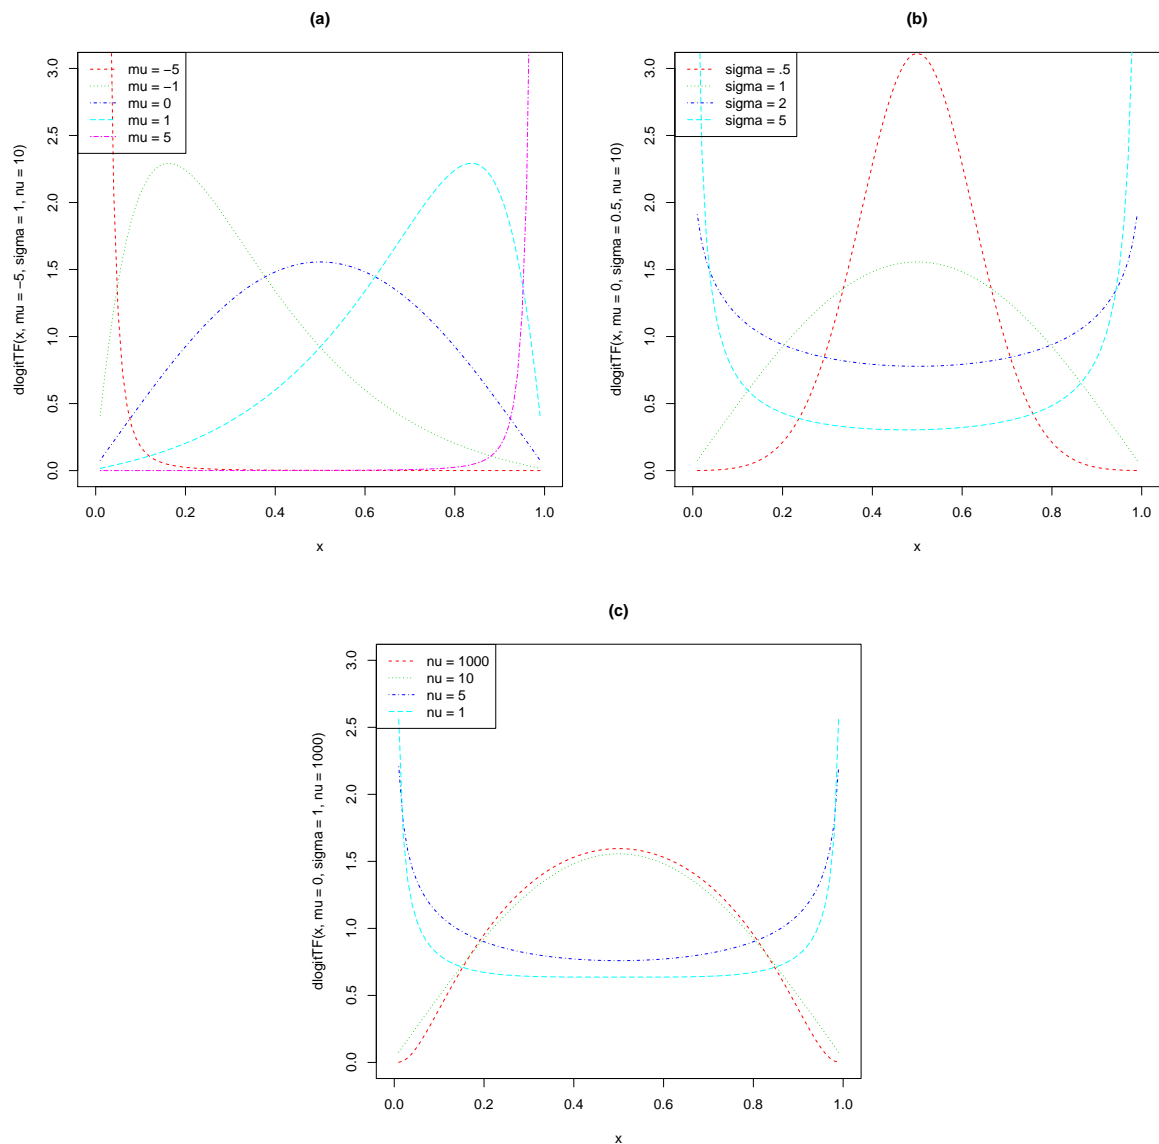 (a)
mu = −5
mu = −1
mu = 0
mu = 1
mu = 5
dlogitTF(x, mu = −5, sigma = 1, nu = 10)
0.0 0.5 1.0 1.5 2.0 2.5 3.0
0.0 0.2 0.4 0.6 0.8 1.0
x
(b)
sigma = .5
sigma = 1
sigma = 2
sigma = 5
dlogitTF(x, mu = 0, sigma = 0.5, nu = 10)
0.0 0.5 1.0 1.5 2.0 2.5 3.0
0.0 0.2 0.4 0.6 0.8 1.0
x
(c)
nu = 1000
nu = 10
nu = 5
nu = 1
dlogitTF(x, mu = 0, sigma = 1, nu = 1000)
0.0 0.5 1.0 1.5 2.0 2.5 3.0
0.0 0.2 0.4 0.6 0.8 1.0
x